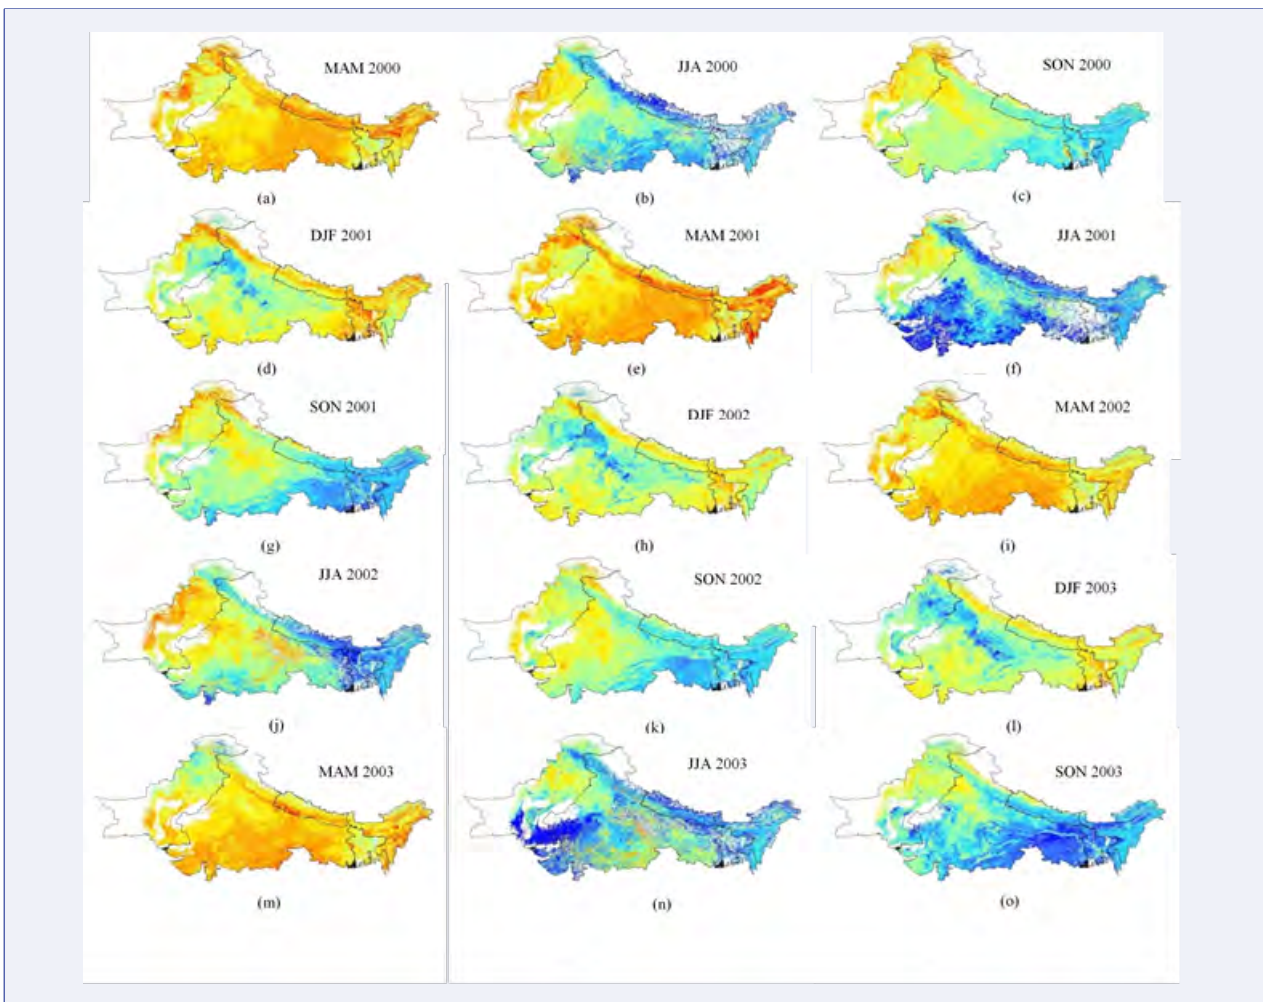 MAM 2000
JJA 2000
SON 2000
(a)
(b)
(c)
DJF 2001
MAM 2001
JJA 2001
(d)
(e)
(f)
SON 2001
DJF 2002
MAM 2002
(g)
(h)
(i)
JJA 2002
SON 2002
DJF 2003
(j)
(k)
(l)
MAM 2003
JJA 2003
SON 2003
(m)
(n)
(o)